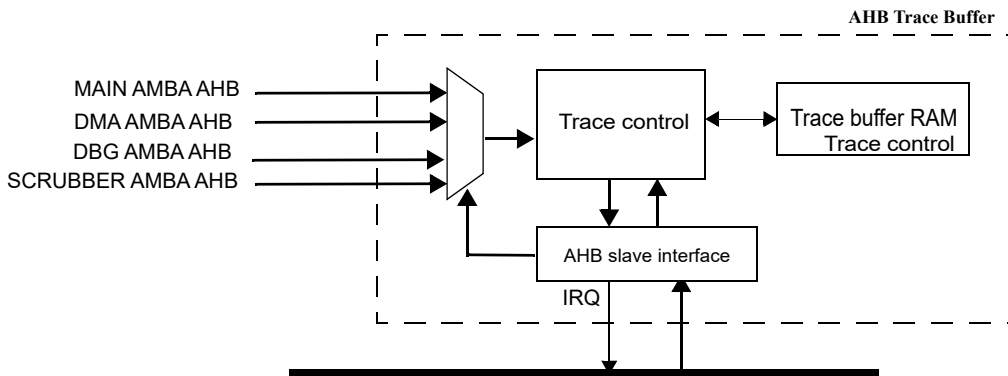 AHB Trace Buffer
MAIN AMBA AHB
DMA AMBA AHB
DBG AMBA AHB
SCRUBBER AMBA AHB
Trace control
Trace buffer RAM
Trace control
AHB slave interface
IRQ